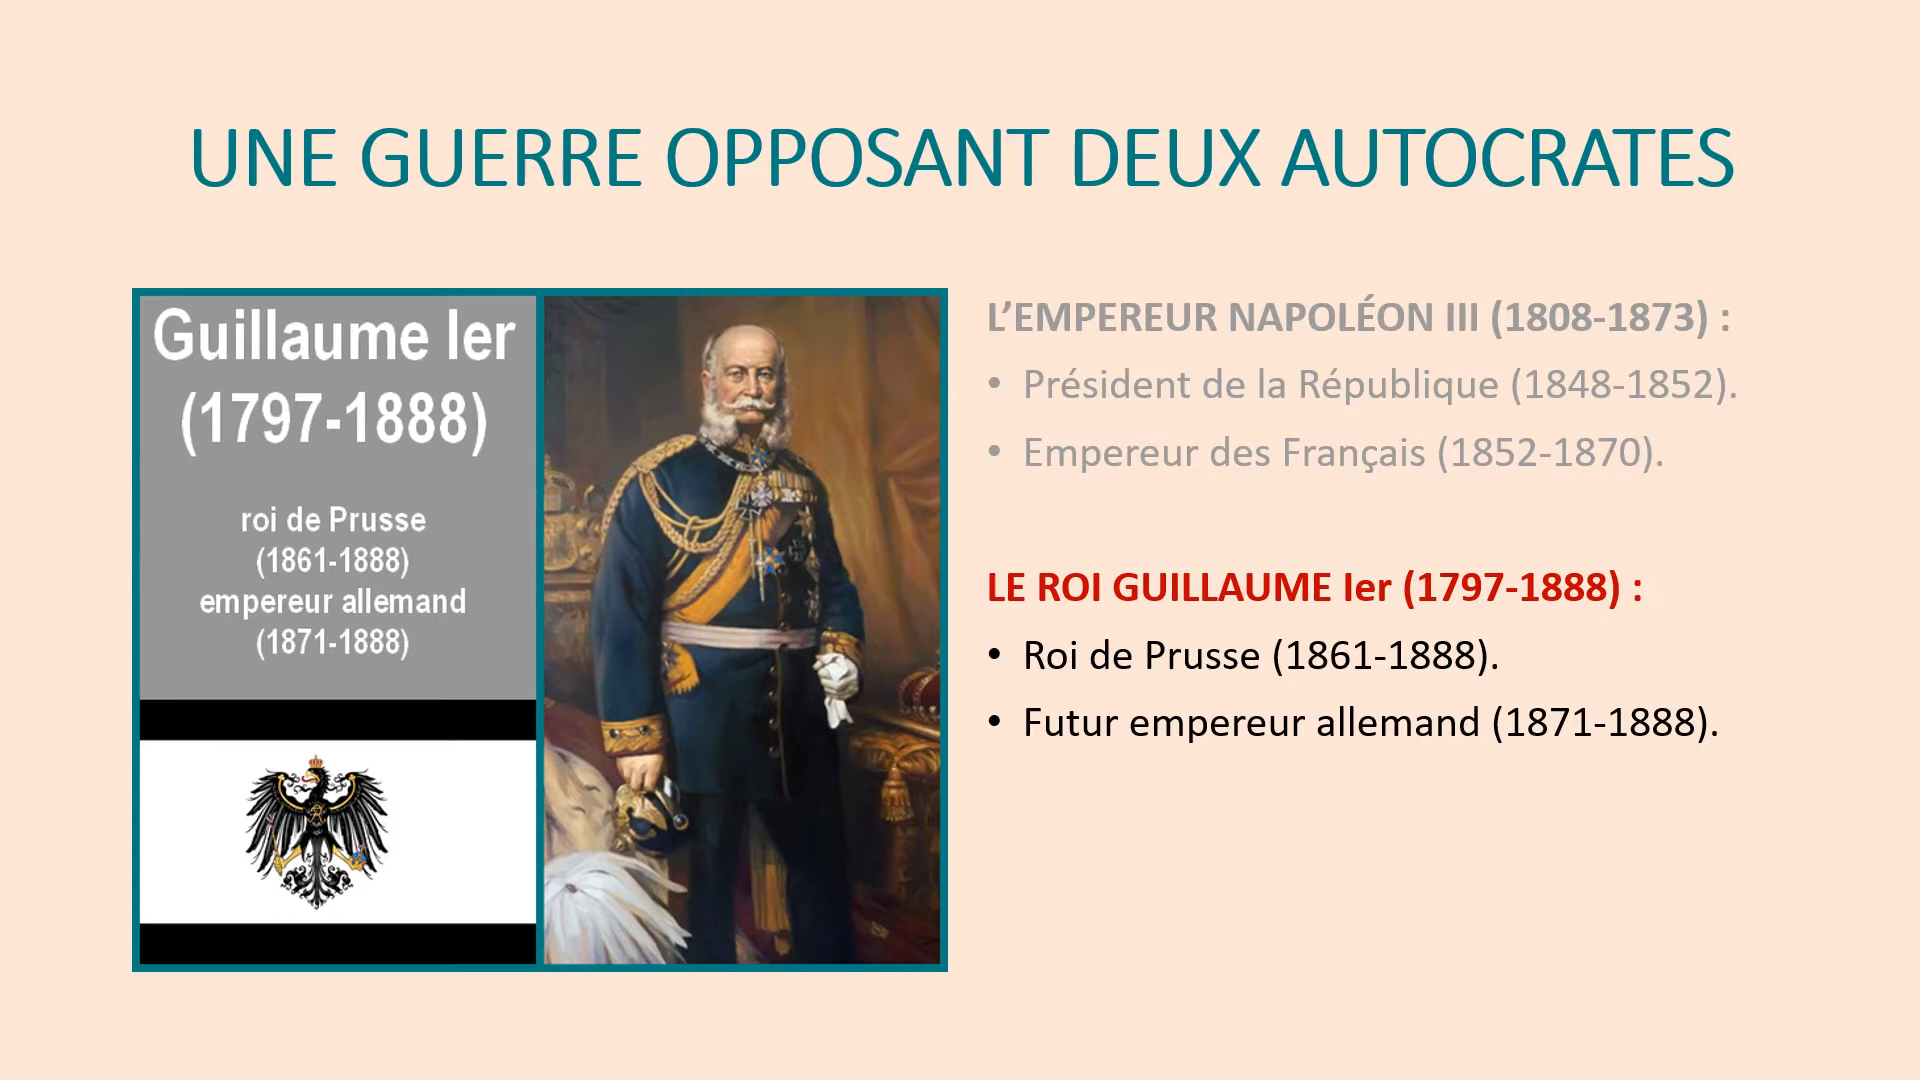 UNE GUERRE OPPOSANT DEUX AUTOCRATES
Guillaume Ier
(1797-1888)
roi de Prusse
(1861-1888)
empereur allemand
(1871-1888)
L’EMPEREUR NAPOLÉON III (1808-1873) :
• Président de la République (1848-1852).
• Empereur des Français (1852-1870).
LE ROI GUILLAUME Ier (1797-1888) :
• Roi de Prusse (1861-1888).
• Futur empereur allemand (1871-1888).